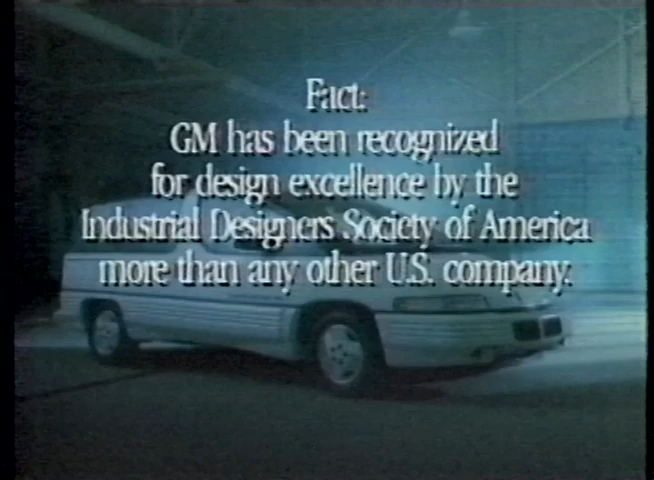 Fact:
GM has been recognized
for design excellence by the
Industrial Designers Society of America
more than any other U.S. company.